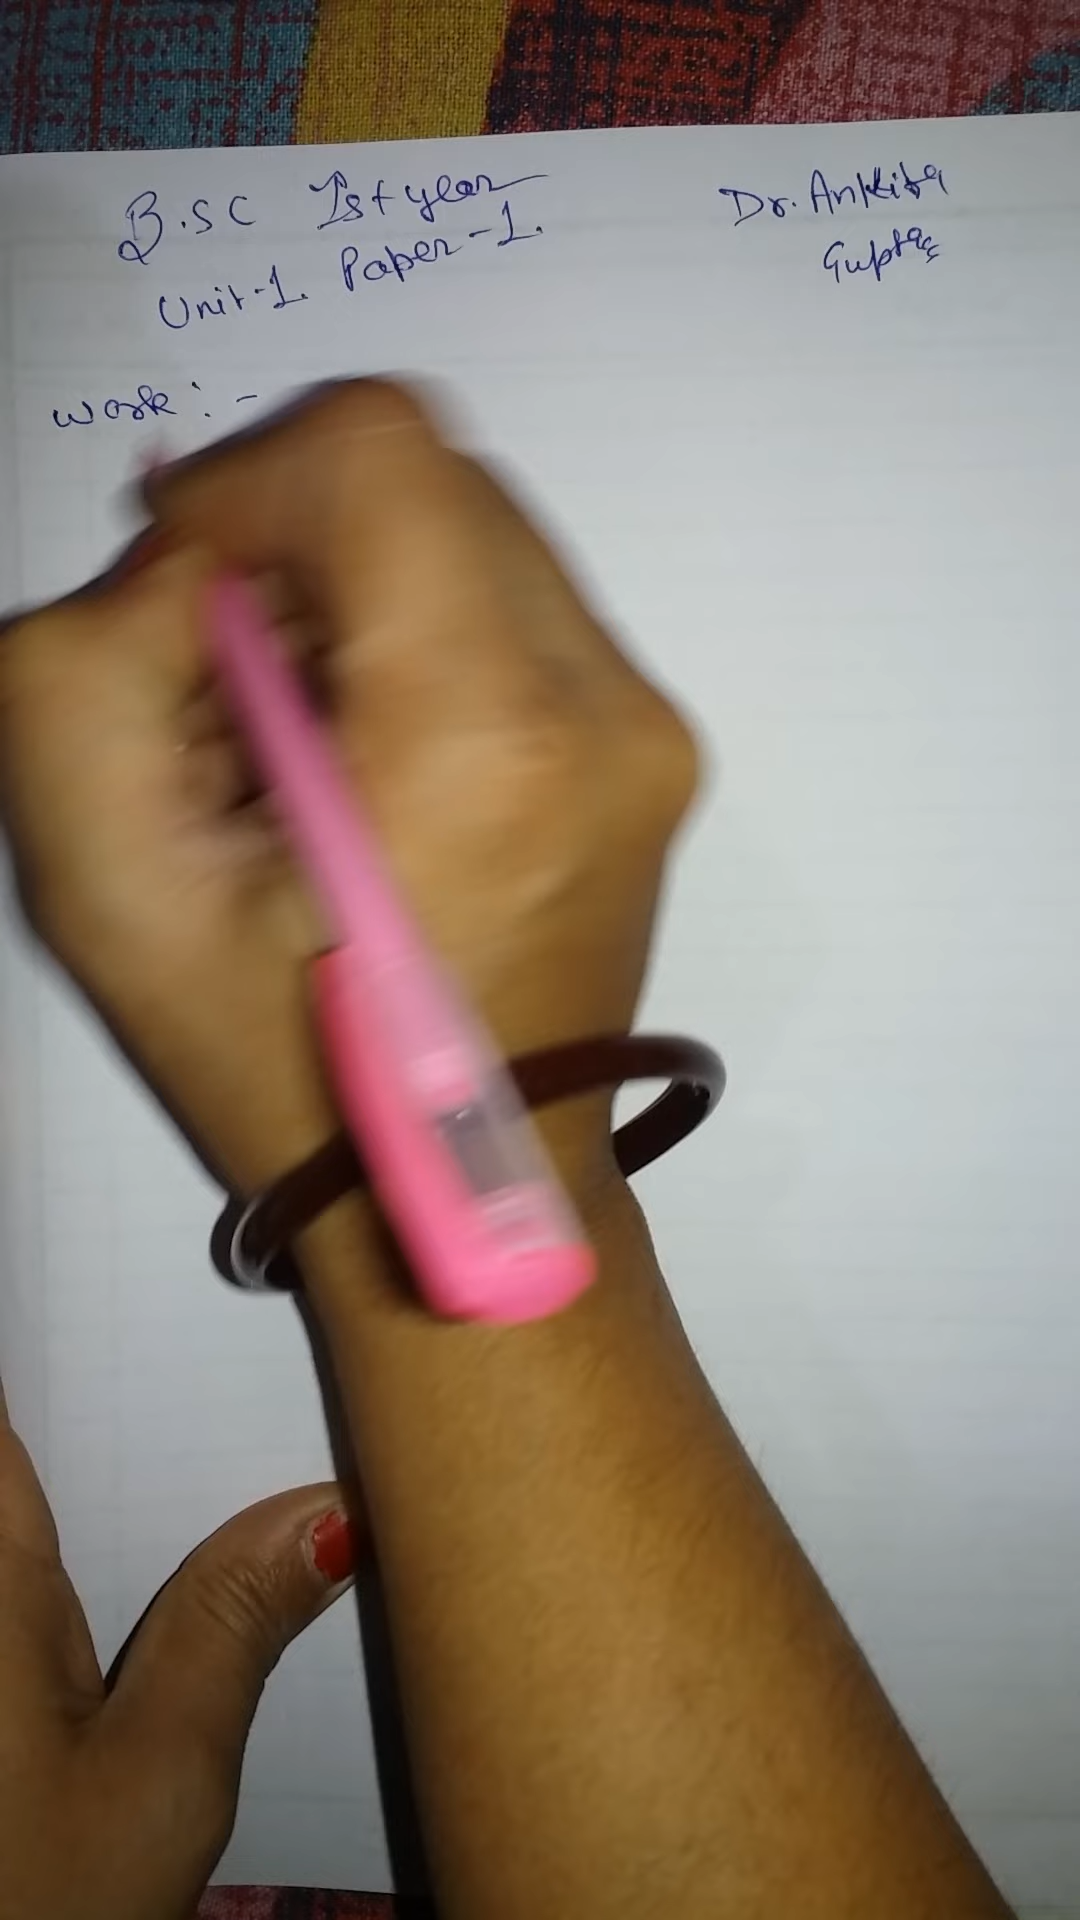 B.SC Ist year
Unit-1. Paper-1.
Dr. Ankita
Gupta
Work : -